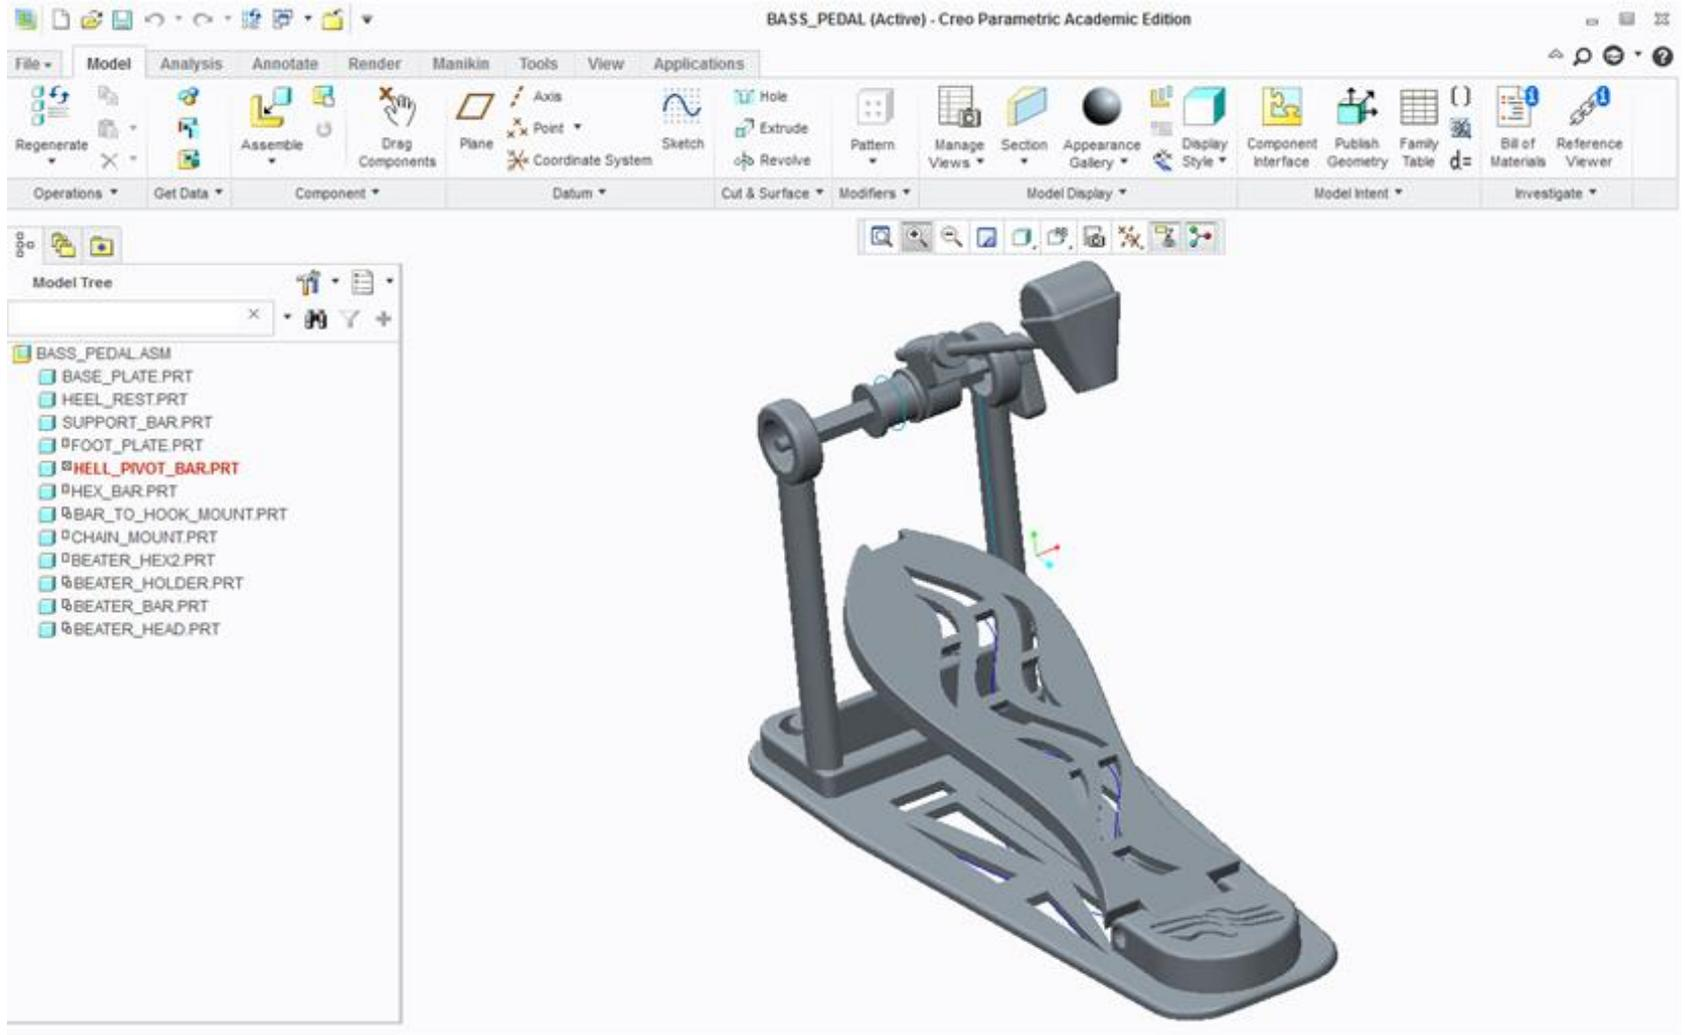 BASS_PEDAL (Active) - Creo Parametric Academic Edition
File Model Analysis Annotate Render Manikin Tools View Applications
Regenerate
Assemble
Drag Components
Plane
Axis
Point
Coordinate System
Sketch
Hole
Extrude
Revolve
Pattern
Manage Views
Section
Appearance Gallery
Display Style
Component Interface
Publish Geometry
Family Table
d=
Bill of Materials
Reference Viewer
Operations Get Data Component Datum Cut & Surface Modifiers Model Display Model Intent Investigate
Model Tree
BASS_PEDAL.ASM
BASE_PLATE.PRT
HEEL_REST.PRT
SUPPORT_BAR.PRT
FOOT_PLATE.PRT
HELL_PIVOT_BAR.PRT
HEX_BAR.PRT
BAR_TO_HOOK_MOUNT.PRT
CHAIN_MOUNT.PRT
BEATER_HEX2.PRT
BEATER_HOLDER.PRT
BEATER_BAR.PRT
BEATER_HEAD.PRT